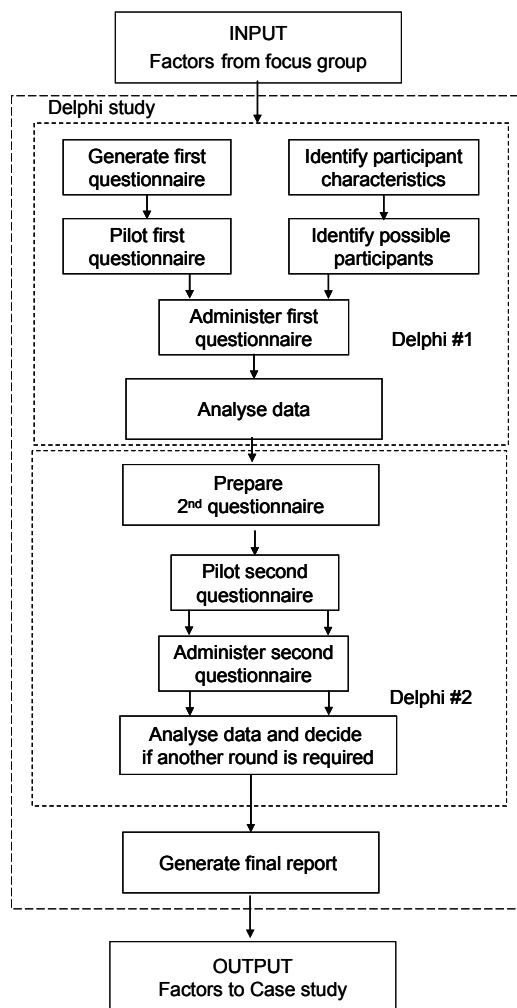 INPUT
Factors from focus group
Delphi study
Generate first
questionnaire
Identify participant
characteristics
Pilot first
questionnaire
Identify possible
participants
Administer first
questionnaire
Delphi #1
Analyse data
Prepare
2nd questionnaire
Pilot second
questionnaire
Administer second
questionnaire
Delphi #2
Analyse data and decide
if another round is required
Generate final report
OUTPUT
Factors to Case study